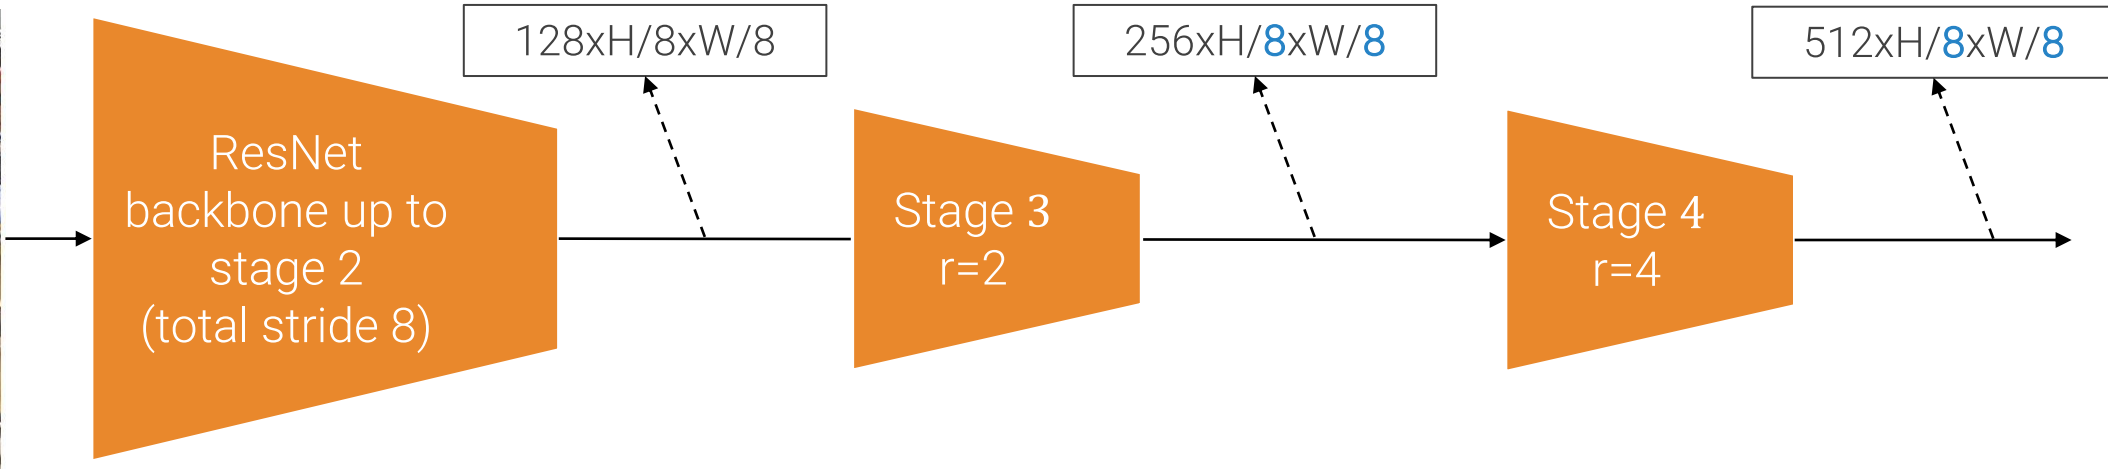 128xH/8xW/8
256xH/8xW/8
512xH/8xW/8
ResNet
backbone up to
stage 2
(total stride 8)
Stage 3
r=2
Stage 4
r=4